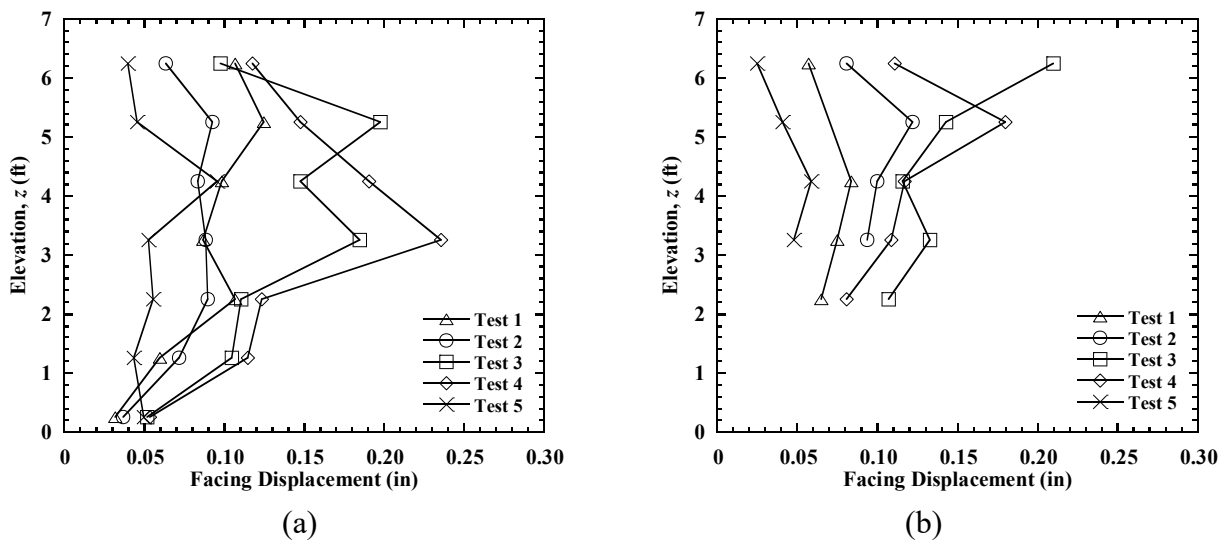 7
6
5
4
3
2
1
0
Elevation, z (ft)
Test 1
Test 2
Test 3
Test 4
Test 5
0 0.05 0.10 0.15 0.20 0.25 0.30
Facing Displacement (in)
(a)
7
6
5
4
3
2
1
0
Elevation, z (ft)
Test 1
Test 2
Test 3
Test 4
Test 5
0 0.05 0.10 0.15 0.20 0.25 0.30
Facing Displacement (in)
(b)